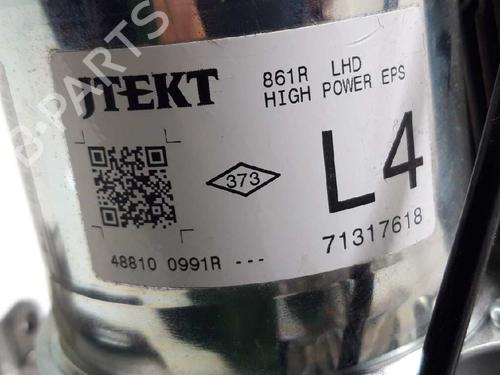 JTEKT
861R LHD
HIGH POWER EPS
L4
373
71317618
48810 0991R ---
B-PARTS